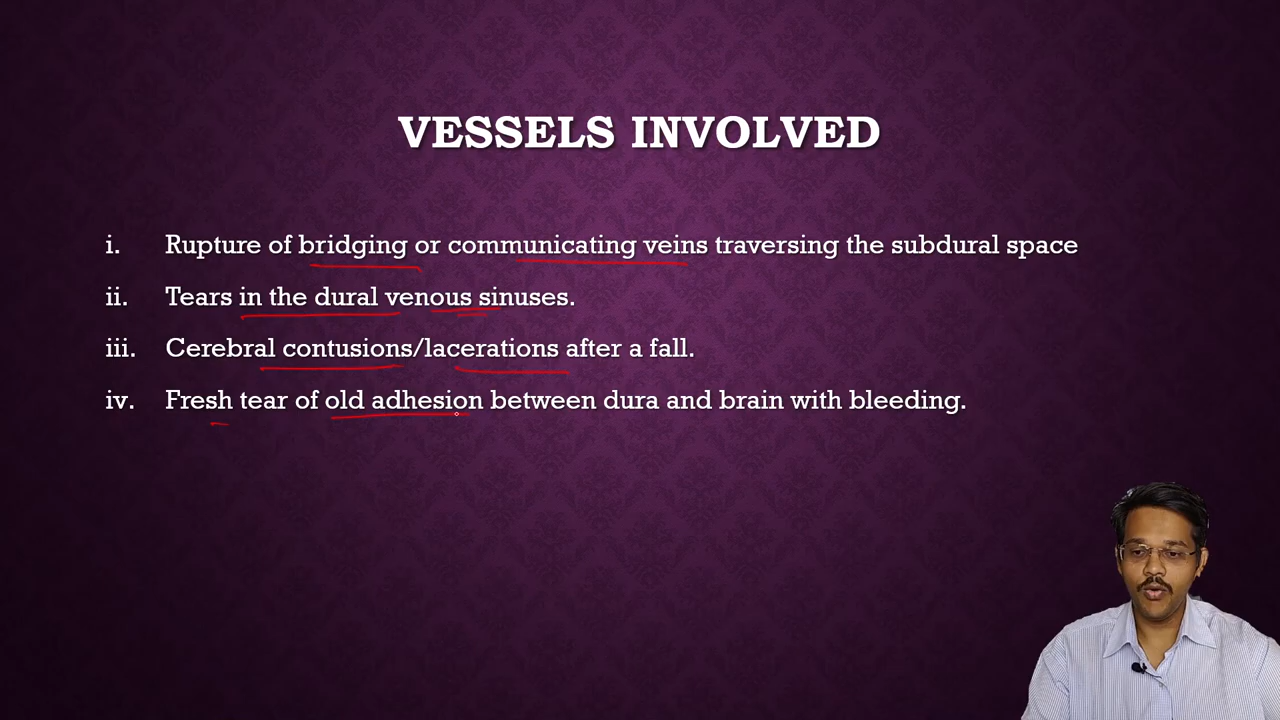 VESSELS INVOLVED
i. Rupture of bridging or communicating veins traversing the subdural space
ii. Tears in the dural venous sinuses.
iii. Cerebral contusions/lacerations after a fall.
iv. Fresh tear of old adhesion between dura and brain with bleeding.